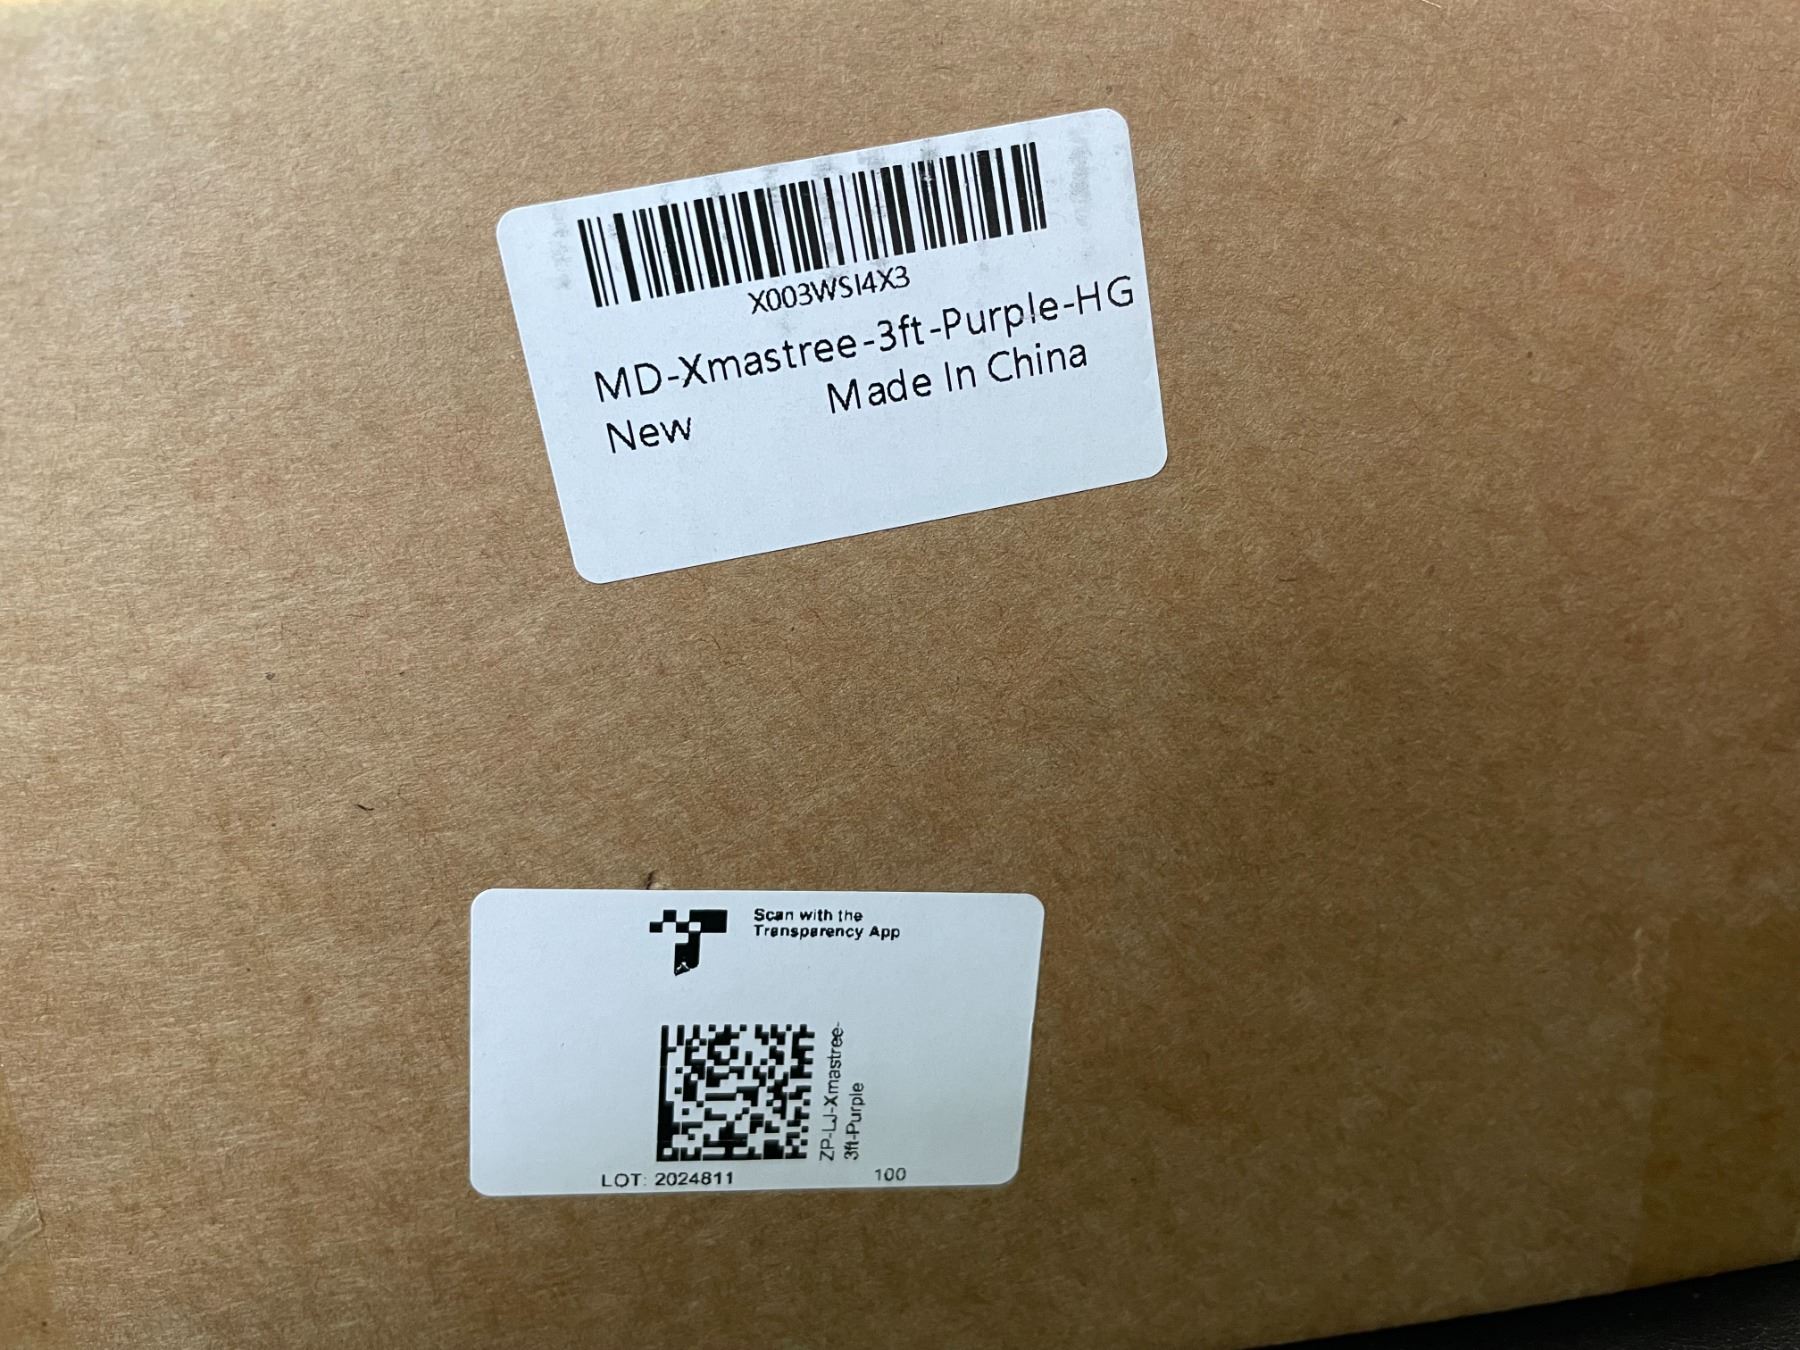 X003WSI4X3
MD-Xmastree-3ft-Purple-HG
New Made In China
Scan with the
Transparency App
ZP-LJ-Xmastree-
3ft-Purple
LOT: 2024811 100